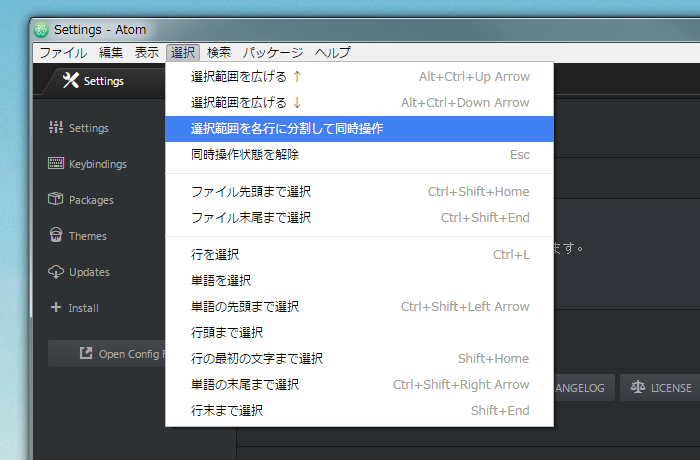 Settings - Atom
ファイル 編集 表示 選択 検索 パッケージ ヘルプ
Settings
Settings
Keybindings
Packages
Themes
Updates
Install
Open Config F
選択範囲を広げる ↑ Alt+Ctrl+Up Arrow
選択範囲を広げる ↓ Alt+Ctrl+Down Arrow
選択範囲を各行に分割して同時操作
同時操作状態を解除 Esc
ファイル先頭まで選択 Ctrl+Shift+Home
ファイル末尾まで選択 Ctrl+Shift+End
行を選択 Ctrl+L
単語を選択
単語の先頭まで選択 Ctrl+Shift+Left Arrow
行頭まで選択
行の最初の文字まで選択 Shift+Home
単語の末尾まで選択 Ctrl+Shift+Right Arrow
行末まで選択 Shift+End
ます。
ANGELOG
LICENSE